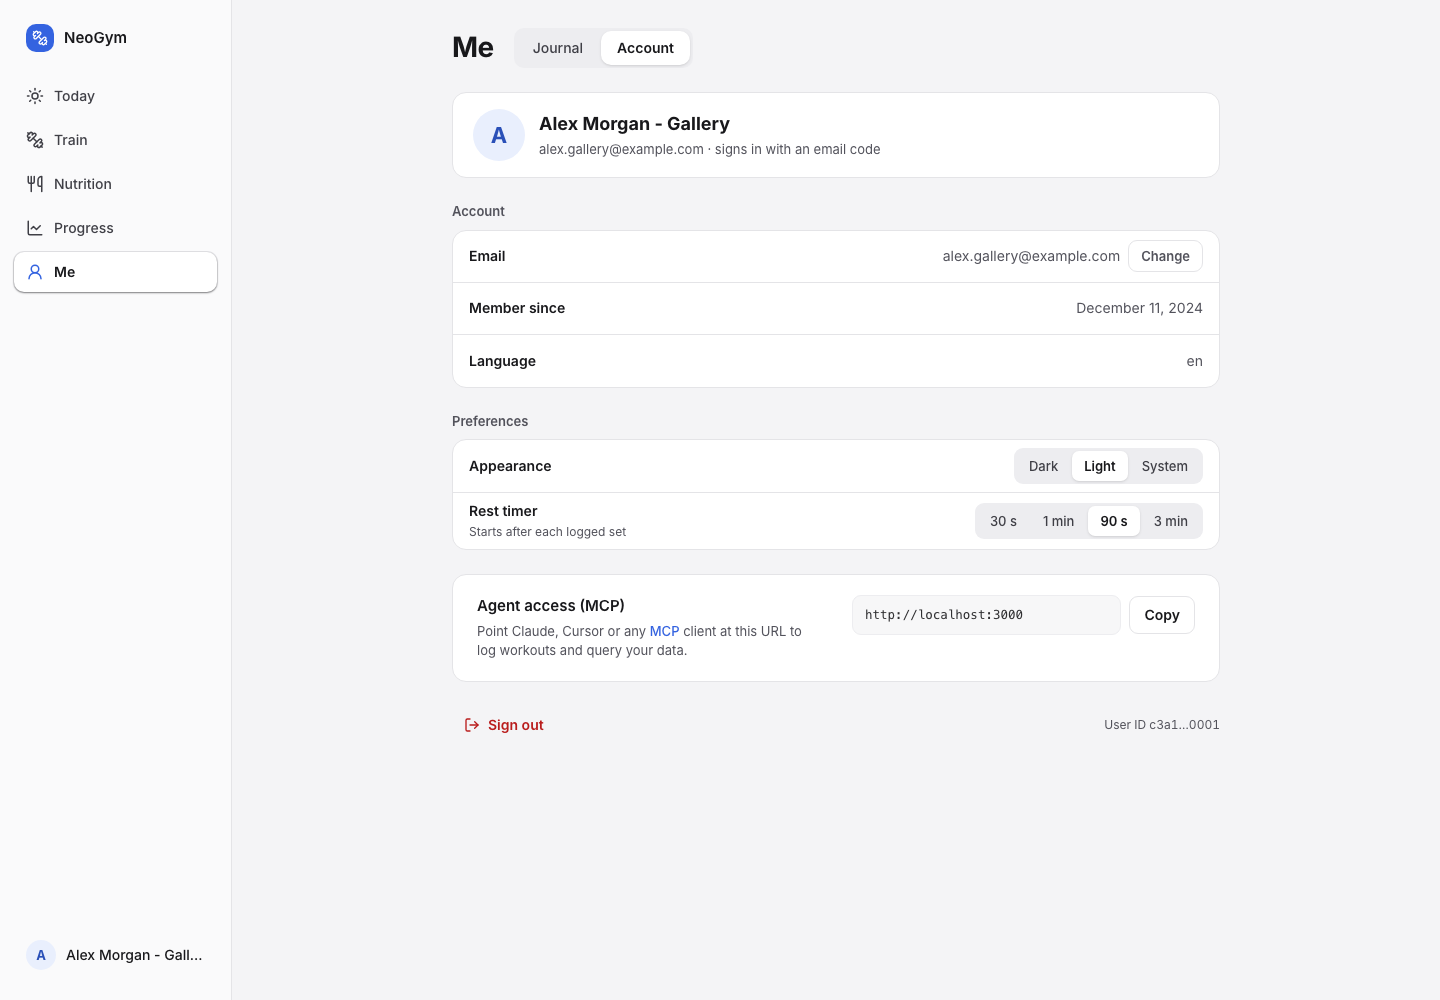 NeoGym
Today
Train
Nutrition
Progress
Me
Alex Morgan - Gall...
Me
Journal
Account
A
Alex Morgan - Gallery
alex.gallery@example.com · signs in with an email code
Account
Email
alex.gallery@example.com
Change
Member since
December 11, 2024
Language
en
Preferences
Appearance
Dark
Light
System
Rest timer
Starts after each logged set
30 s
1 min
90 s
3 min
Agent access (MCP)
Point Claude, Cursor or any MCP client at this URL to
log workouts and query your data.
http://localhost:3000
Copy
Sign out
User ID c3a1...0001
A